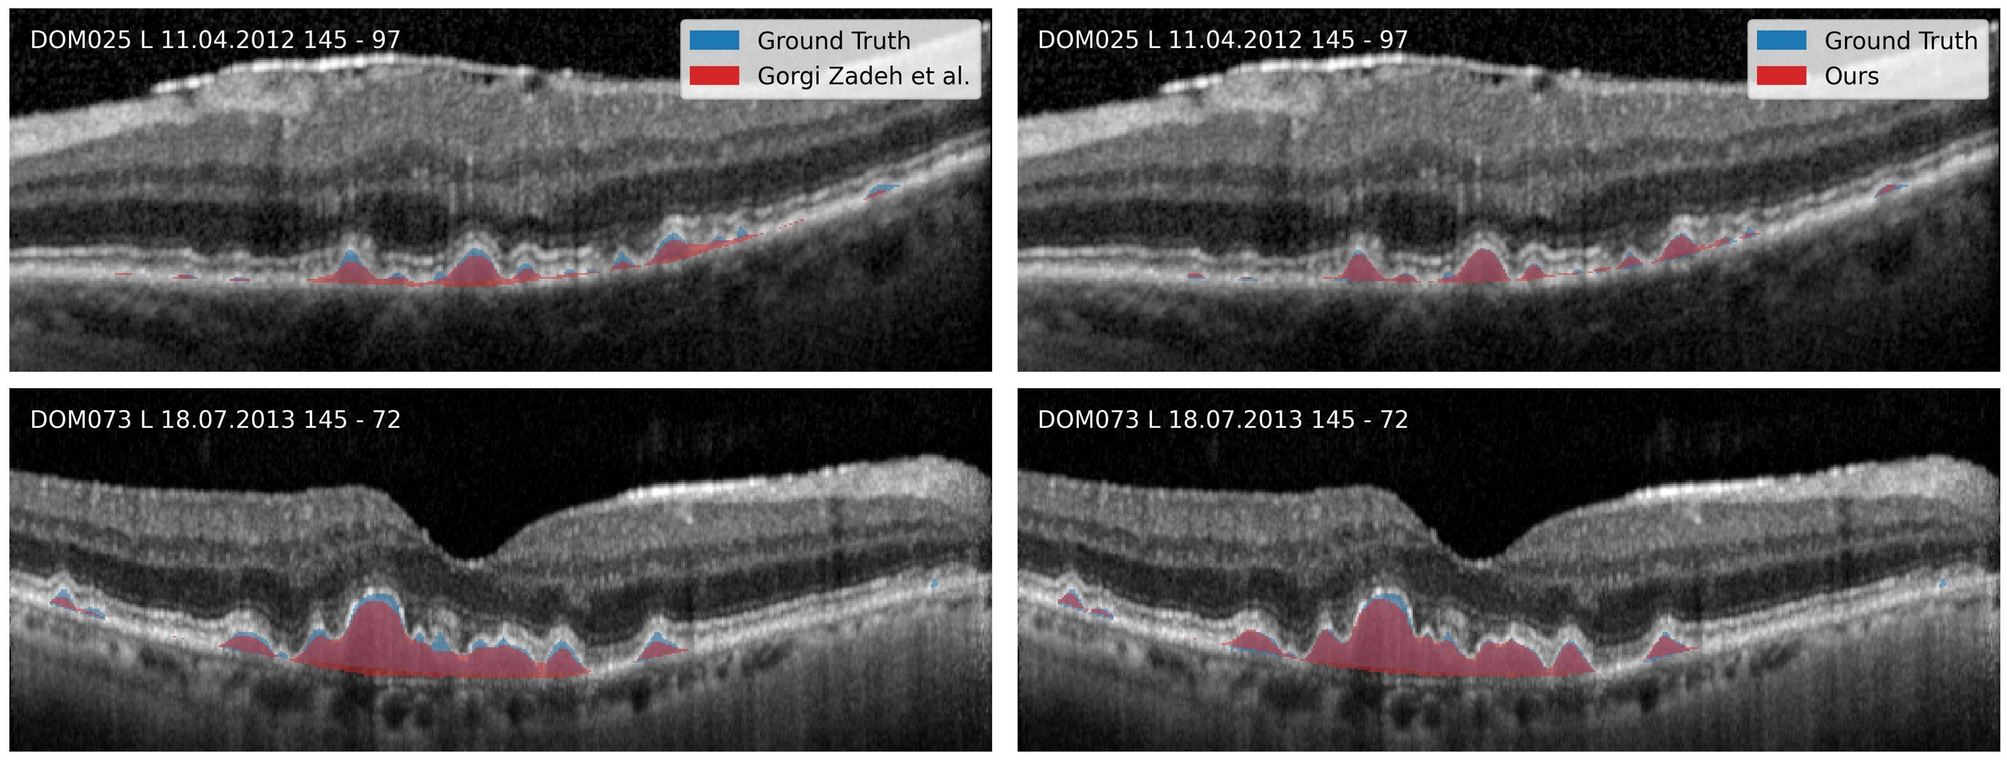 DOM025 L 11.04.2012 145 - 97
Ground Truth
Gorgi Zadeh et al.
DOM025 L 11.04.2012 145 - 97
Ground Truth
Ours
DOM073 L 18.07.2013 145 - 72
DOM073 L 18.07.2013 145 - 72